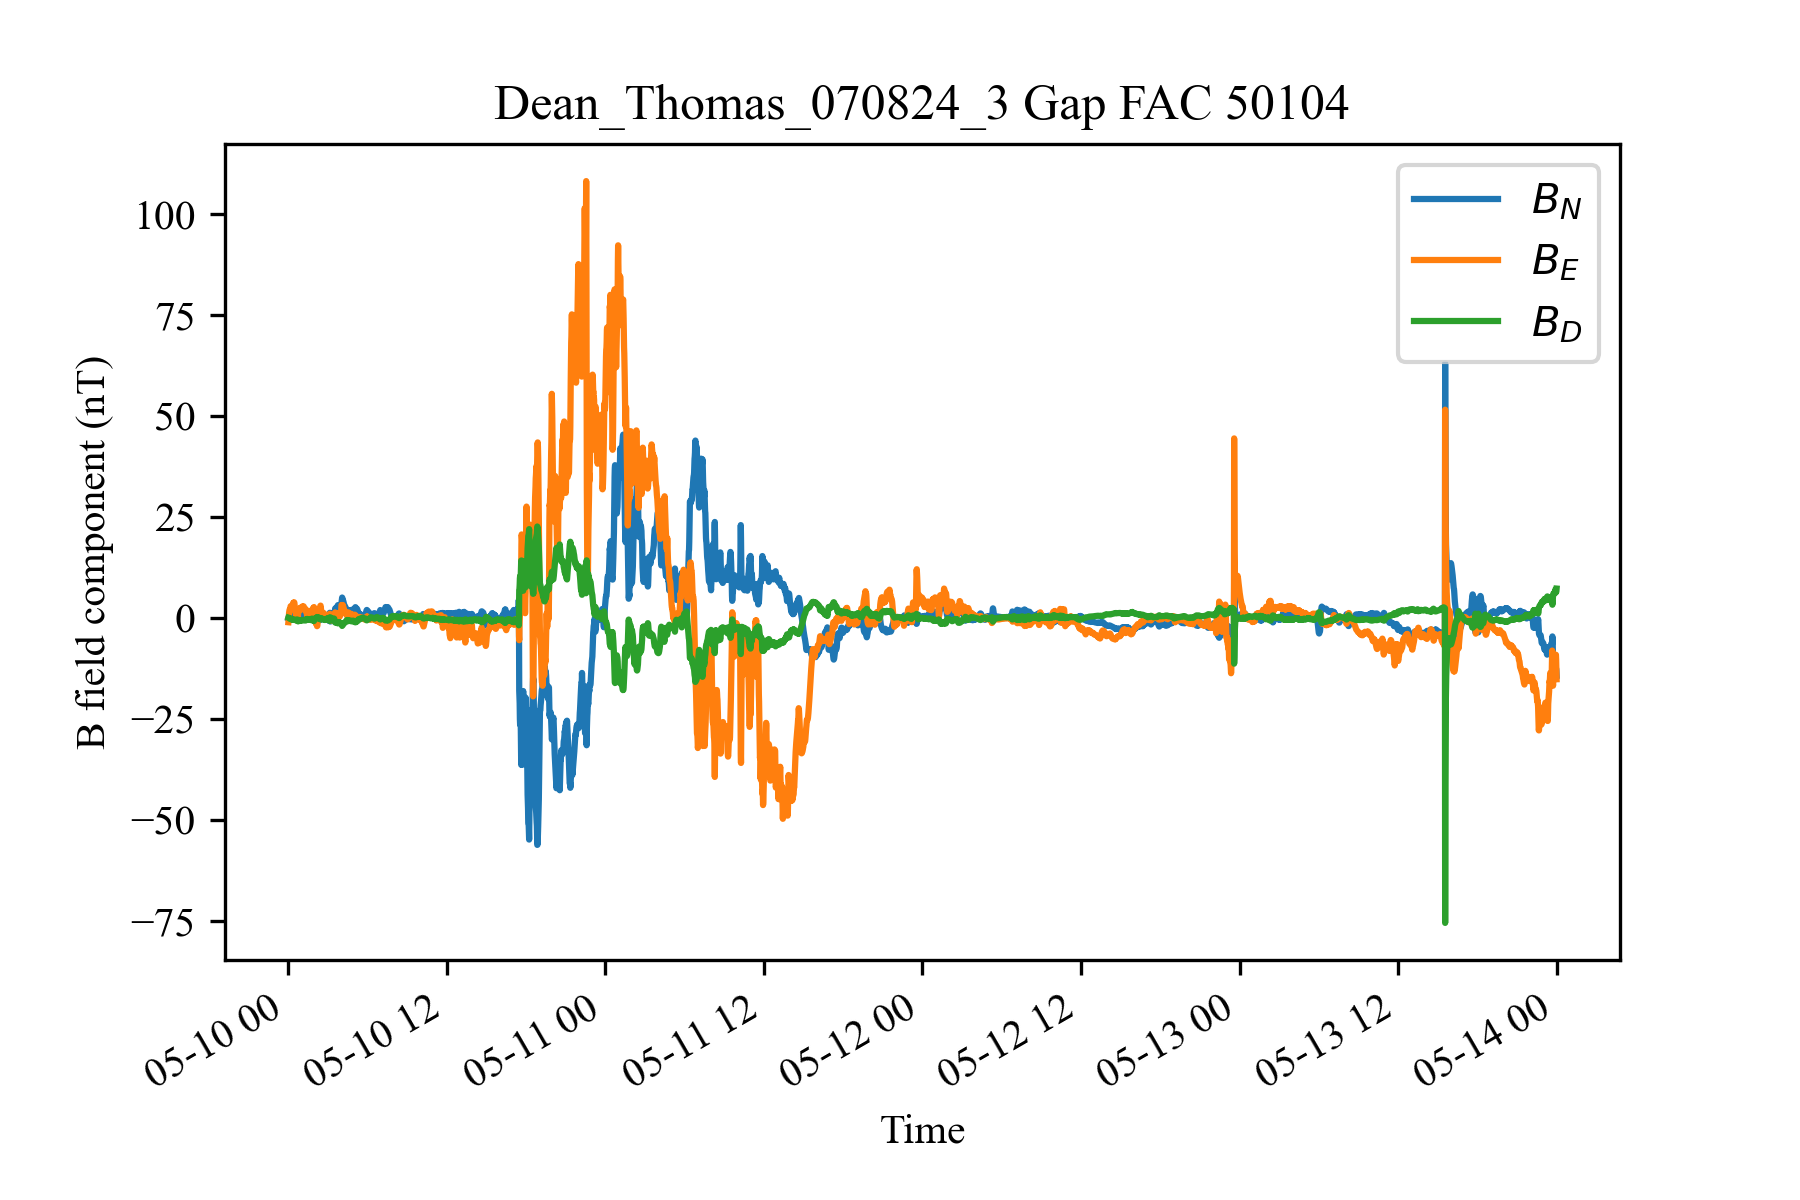 Dean_Thomas_070824_3 Gap FAC 50104
B_N
B_E
B_D
B field component (nT)
100
75
50
25
0
−25
−50
−75
05-10 00
05-10 12
05-11 00
05-11 12
05-12 00
05-12 12
05-13 00
05-13 12
05-14 00
Time